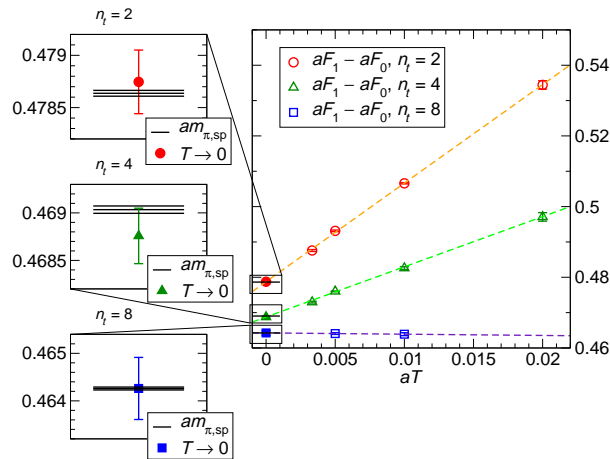 n_t = 2
0.479
0.4785
am_π,sp
T → 0
n_t = 4
0.469
0.4685
am_π,sp
T → 0
n_t = 8
0.465
0.464
am_π,sp
T → 0
aF_1 − aF_0, n_t = 2
aF_1 − aF_0, n_t = 4
aF_1 − aF_0, n_t = 8
0.54
0.52
0.5
0.48
0.46
0 0.005 0.01 0.015 0.02
aT